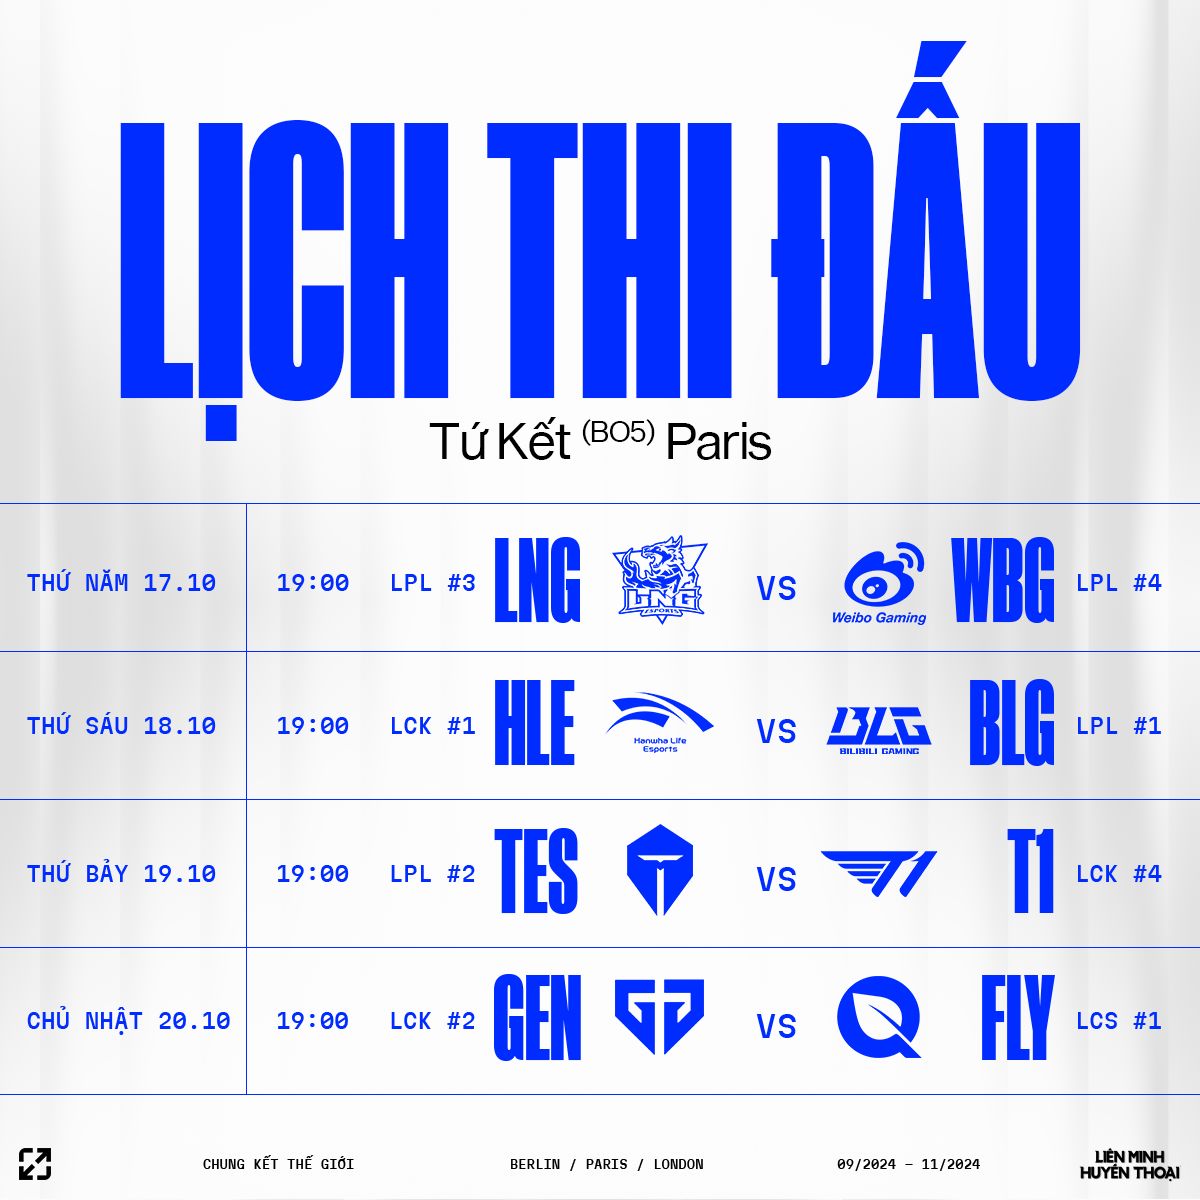 LỊCH THI ĐẤU
Tứ Kết (BO5) Paris
THỨ NĂM 17.10 19:00 LPL #3 LNG LNG ESPORTS VS Weibo Gaming WBG LPL #4
THỨ SÁU 18.10 19:00 LCK #1 HLE Hanwha Life Esports VS BLG BILIBILI GAMING BLG LPL #1
THỨ BẢY 19.10 19:00 LPL #2 TES VS T1 T1 LCK #4
CHỦ NHẬT 20.10 19:00 LCK #2 GEN GG VS FLY LCS #1
CHUNG KẾT THẾ GIỚI BERLIN / PARIS / LONDON 09/2024 – 11/2024 LIÊN MINH HUYỀN THOẠI